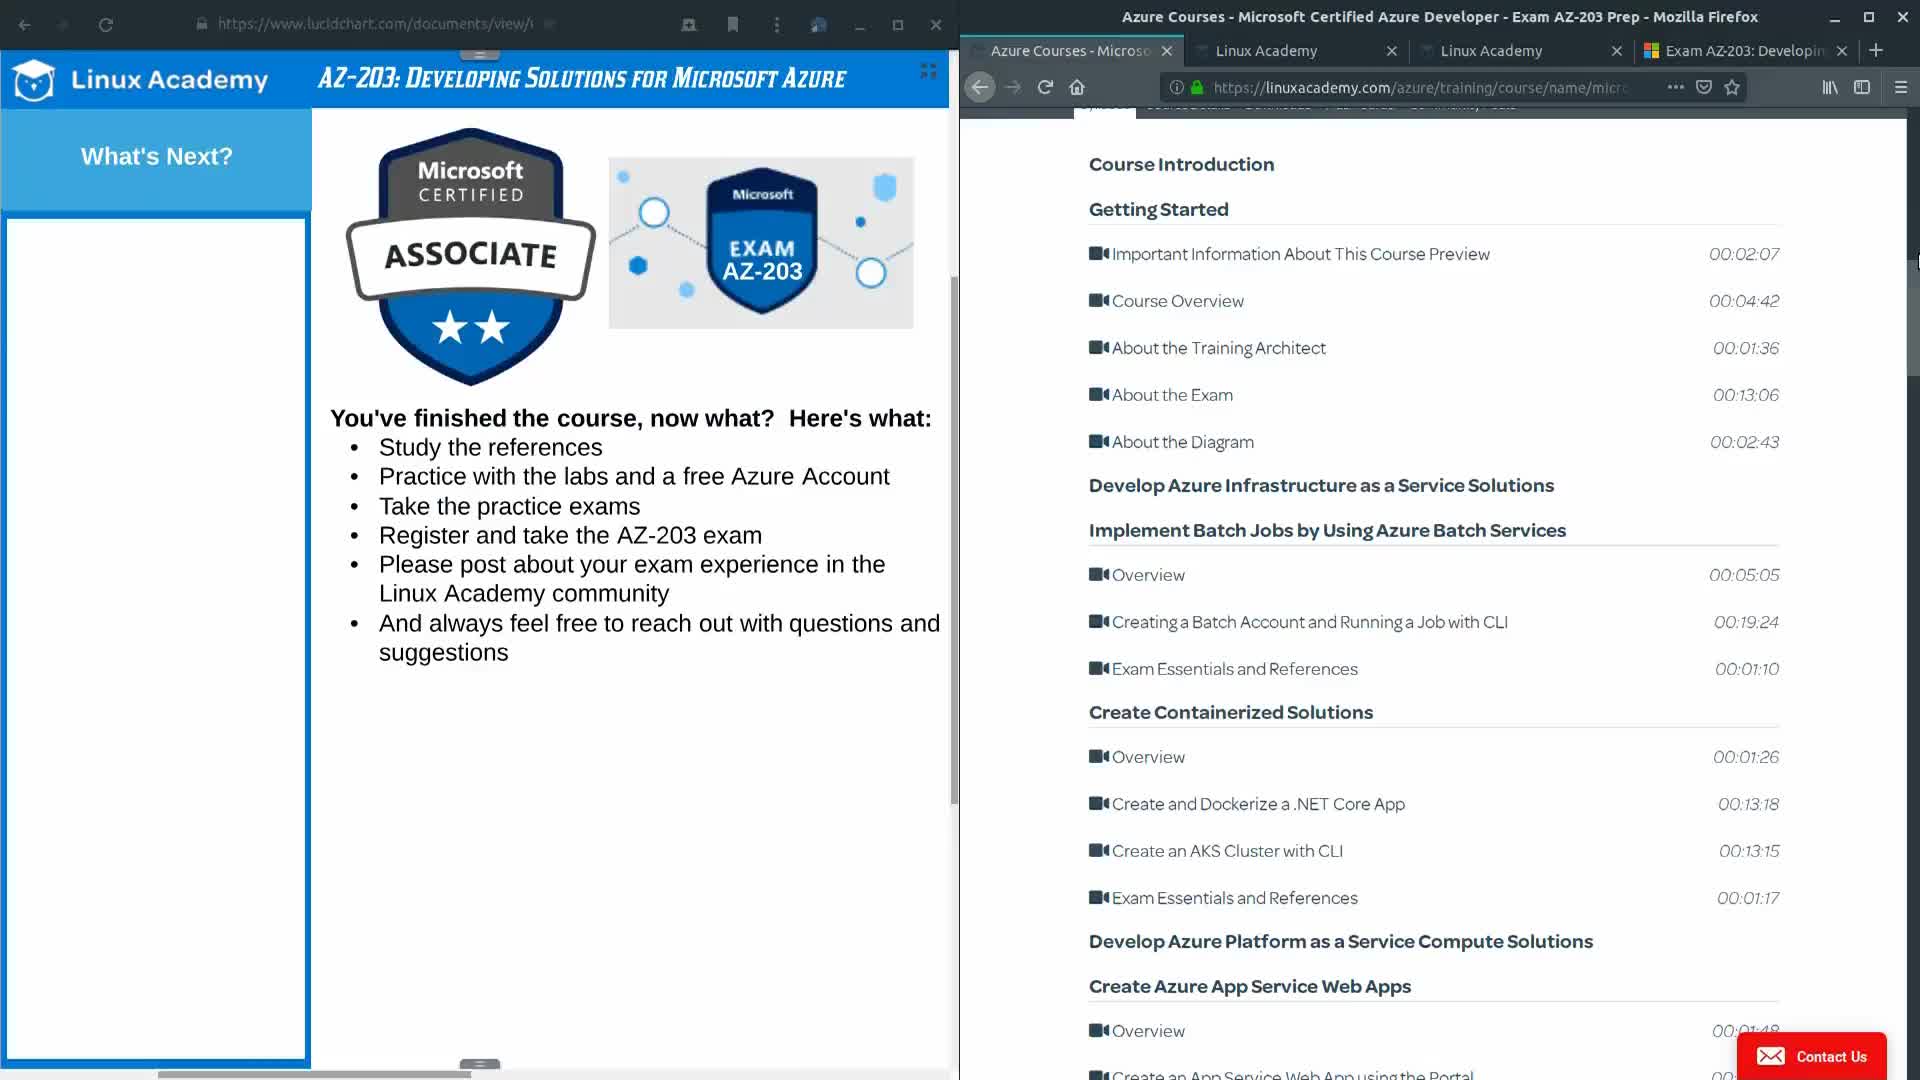 https://www.lucidchart.com/documents/view/
Linux Academy
AZ-203: Developing Solutions for Microsoft Azure
What's Next?
Microsoft
CERTIFIED
ASSOCIATE
Microsoft
EXAM
AZ-203
You've finished the course, now what? Here's what:
• Study the references
• Practice with the labs and a free Azure Account
• Take the practice exams
• Register and take the AZ-203 exam
• Please post about your exam experience in the
Linux Academy community
• And always feel free to reach out with questions and
suggestions
Azure Courses - Microsoft Certified Azure Developer - Exam AZ-203 Prep - Mozilla Firefox
Azure Courses - Microso
Linux Academy
Linux Academy
Exam AZ-203: Developin
https://linuxacademy.com/azure/training/course/name/micro
Course Introduction
Getting Started
Important Information About This Course Preview 00:02:07
Course Overview 00:04:42
About the Training Architect 00:01:36
About the Exam 00:13:06
About the Diagram 00:02:43
Develop Azure Infrastructure as a Service Solutions
Implement Batch Jobs by Using Azure Batch Services
Overview 00:05:05
Creating a Batch Account and Running a Job with CLI 00:19:24
Exam Essentials and References 00:01:10
Create Containerized Solutions
Overview 00:01:26
Create and Dockerize a .NET Core App 00:13:18
Create an AKS Cluster with CLI 00:13:15
Exam Essentials and References 00:01:17
Develop Azure Platform as a Service Compute Solutions
Create Azure App Service Web Apps
Overview 00:01:48
Create an App Service Web App using the Portal 00:
Contact Us